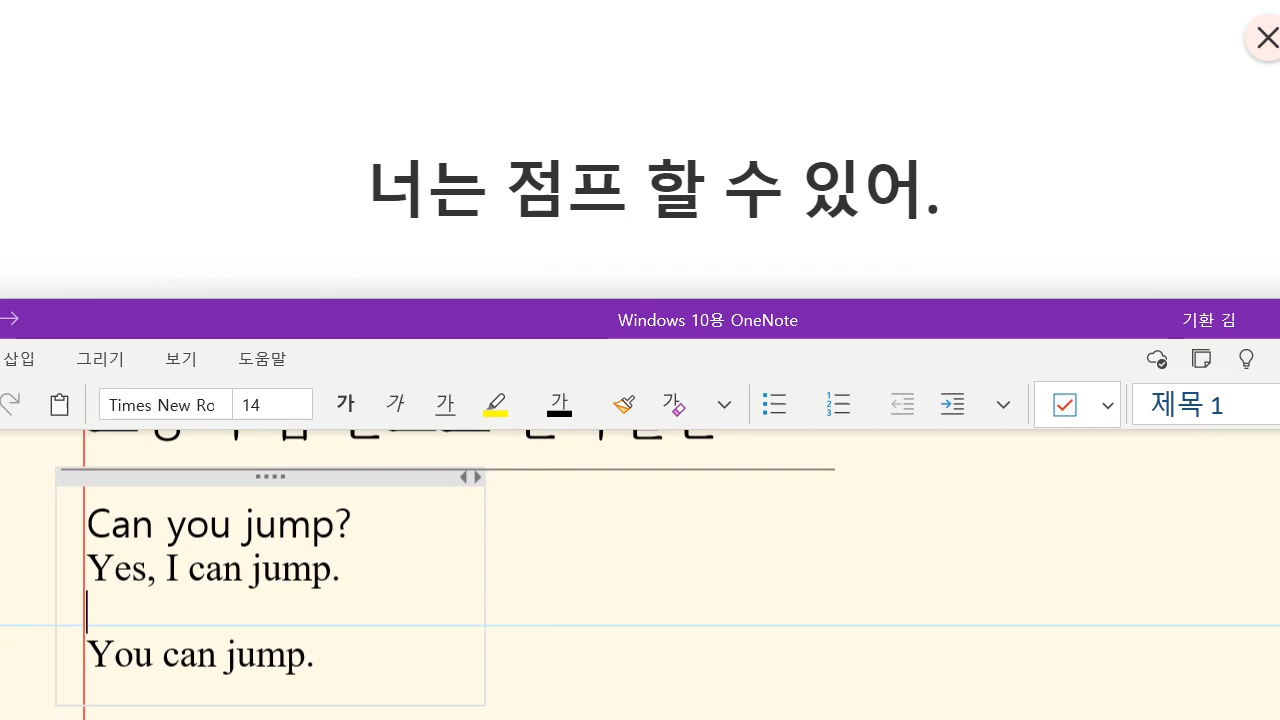 너는 점프 할 수 있어.
Windows 10용 OneNote
기환 김
삽입 그리기 보기 도움말
Times New Ro 14 가 가 가 가 가 제목 1
Can you jump?
Yes, I can jump.
You can jump.